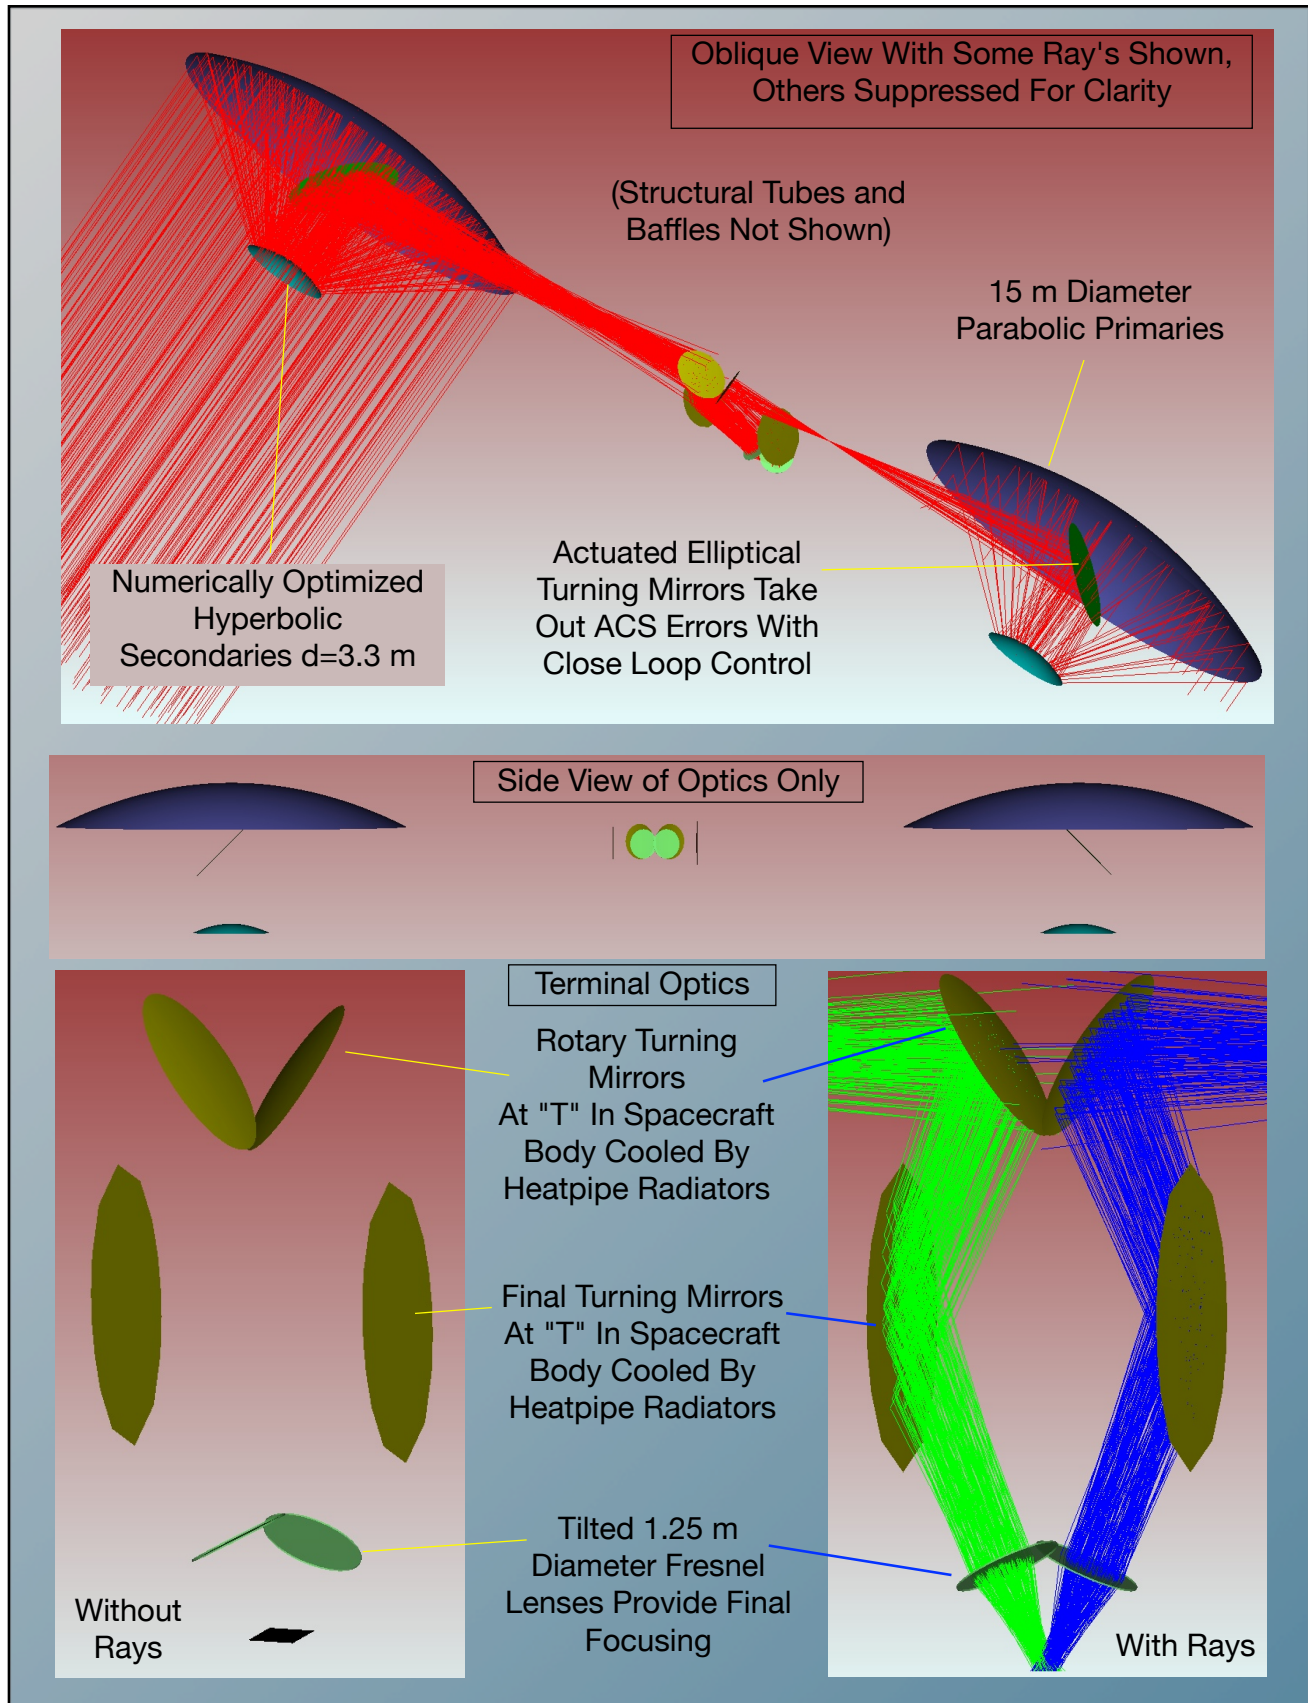 Oblique View With Some Ray's Shown,
Others Suppressed For Clarity
(Structural Tubes and
Baffles Not Shown)
15 m Diameter
Parabolic Primaries
Numerically Optimized
Hyperbolic
Secondaries d=3.3 m
Actuated Elliptical
Turning Mirrors Take
Out ACS Errors With
Close Loop Control
Side View of Optics Only
Terminal Optics
Rotary Turning
Mirrors
At "T" In Spacecraft
Body Cooled By
Heatpipe Radiators
Final Turning Mirrors
At "T" In Spacecraft
Body Cooled By
Heatpipe Radiators
Tilted 1.25 m
Diameter Fresnel
Lenses Provide Final
Focusing
Without
Rays
With Rays